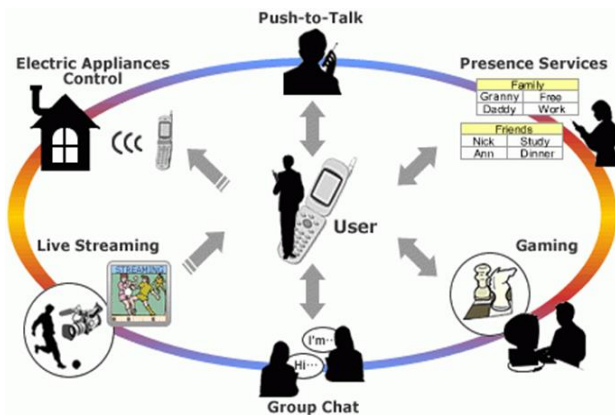 Push-to-Talk
Electric Appliances
Control
Presence Services
Family
Granny Free
Daddy Work
Friends
Nick Study
Ann Dinner
User
Live Streaming
STREAMING
Gaming
I'm...
Hi...
Group Chat